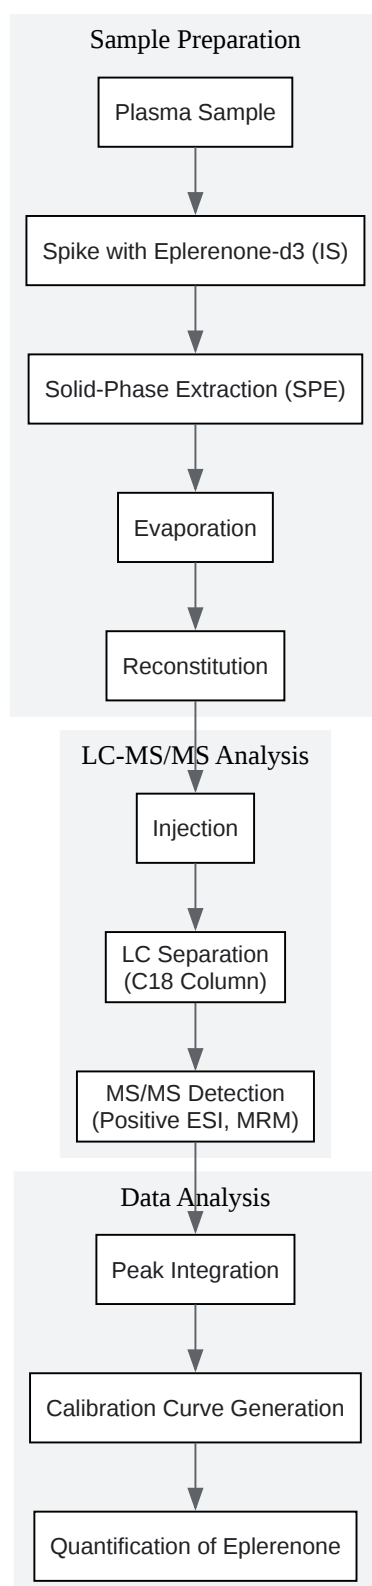 Sample Preparation
Plasma Sample
Spike with Eplerenone-d3 (IS)
Solid-Phase Extraction (SPE)
Evaporation
Reconstitution
LC-MS/MS Analysis
Injection
LC Separation
(C18 Column)
MS/MS Detection
(Positive ESI, MRM)
Data Analysis
Peak Integration
Calibration Curve Generation
Quantification of Eplerenone